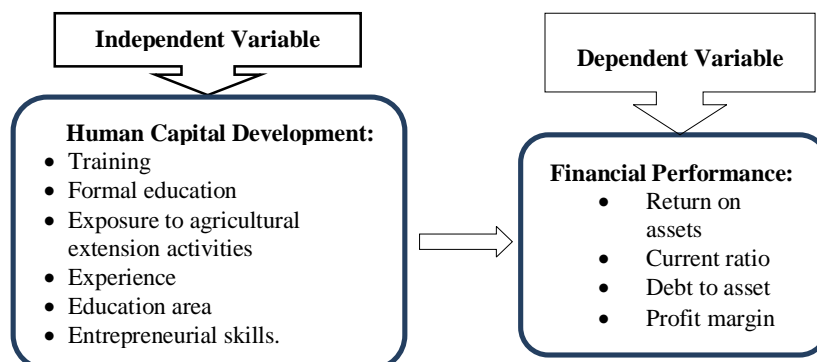 Independent Variable
Dependent Variable
Human Capital Development:
• Training
• Formal education
• Exposure to agricultural
extension activities
• Experience
• Education area
• Entrepreneurial skills.
Financial Performance:
• Return on
assets
• Current ratio
• Debt to asset
• Profit margin